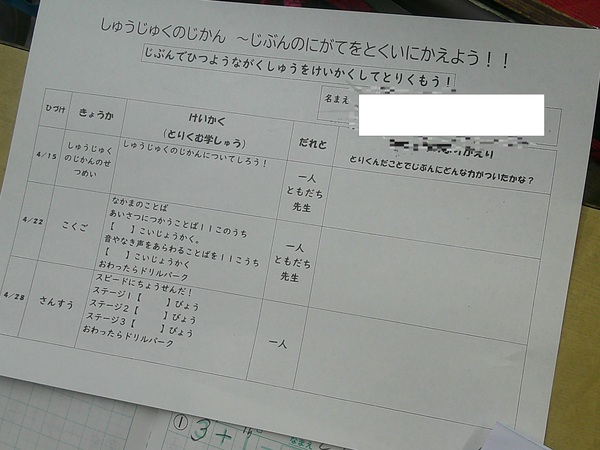 しゅうじゅくのじかん ～じぶんのにがてをとくいにかえよう！！
じぶんでひつようながくしゅうをけいかくしてとりくもう！
名まえ
ひづけ
きょうか
けいかく
(とりくむ学しゅう)
だれと
ふりかえり
とりくんだことでじぶんにどんな力がついたかな？
4/15
しゅうじゅく
のじかんのせ
つめい
しゅうじゅくのじかんについてしろう！
一人
ともだち
先生
4/22
こくご
なかまのことば
あいさつにつかうことば１１このうち
【　　】こいじょうかく。
音やなき声をあらわることばを１１こうち
【　　】こいじょうかく
おわったらドリルパーク
一人
ともだち
先生
4/28
さんすう
スピードにちょうせんだ！
ステージ１【　　　】びょう
ステージ２【　　　】びょう
ステージ３【　　　】びょう
おわったらドリルパーク
一人
① 3+
なまえ